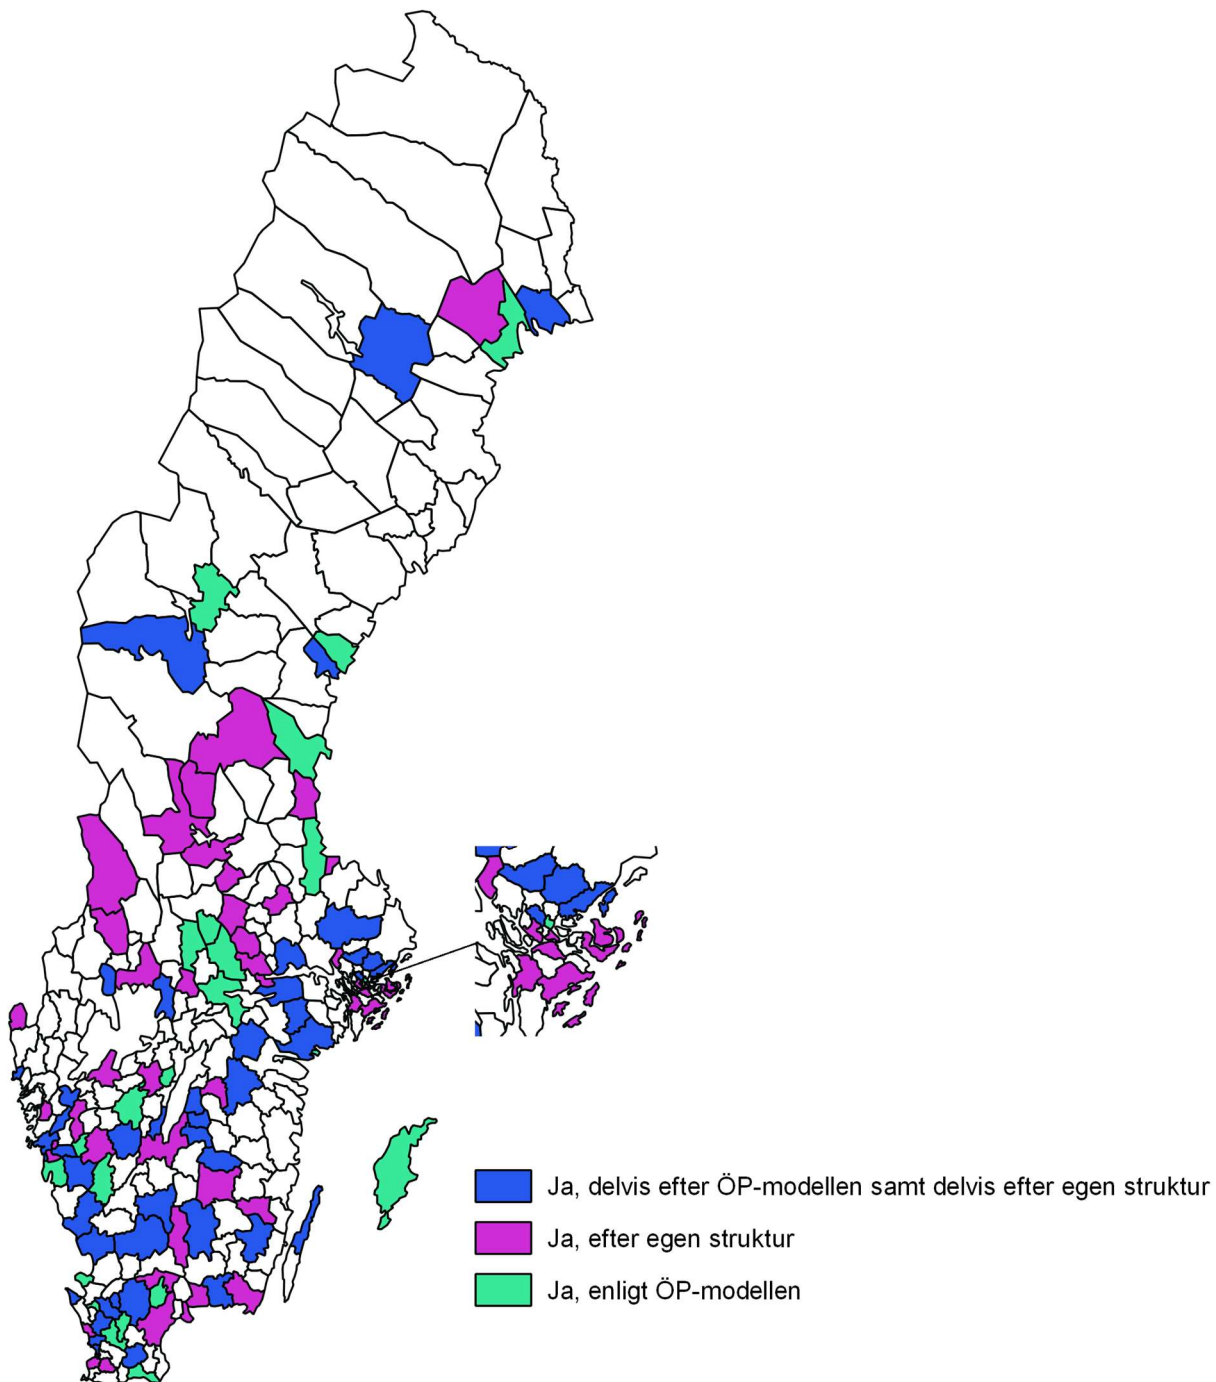 Ja, delvis efter ÖP-modellen samt delvis efter egen struktur
Ja, efter egen struktur
Ja, enligt ÖP-modellen